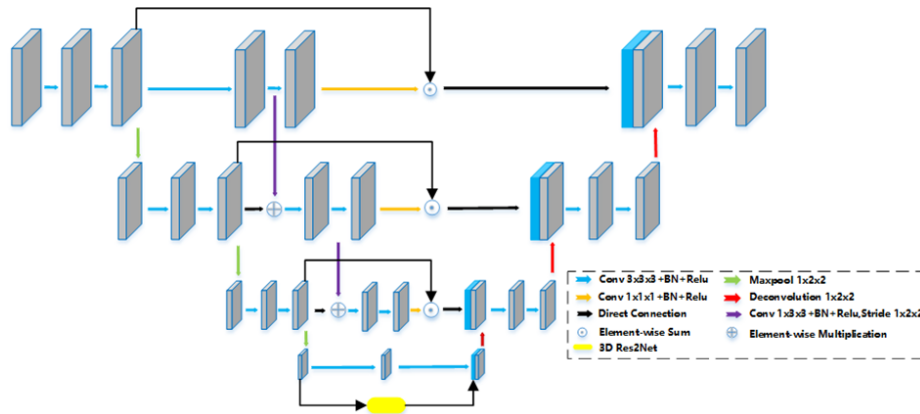 Conv 3x3x3+BN+Relu
Maxpool 1x2x2
Conv 1x1x1+BN+Relu
Deconvolution 1x2x2
Direct Connection
Conv 1x3x3+BN+Relu,Stride 1x2x2
Element-wise Sum
Element-wise Multiplication
3D Res2Net